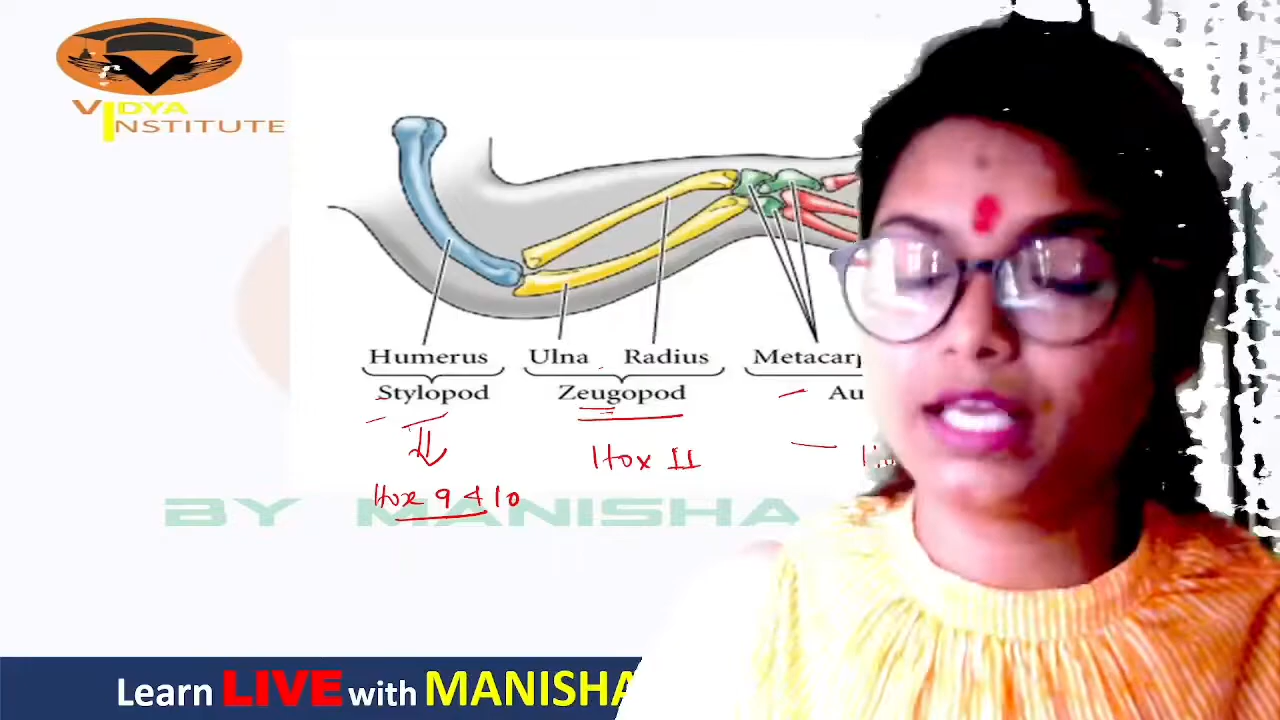 VIDYA
INSTITUTE
Humerus Ulna Radius Metacarp
Stylopod Zeugopod Au
Hox 11
Hox 9 & 10
BY MANISHA
Learn LIVE with MANISHA